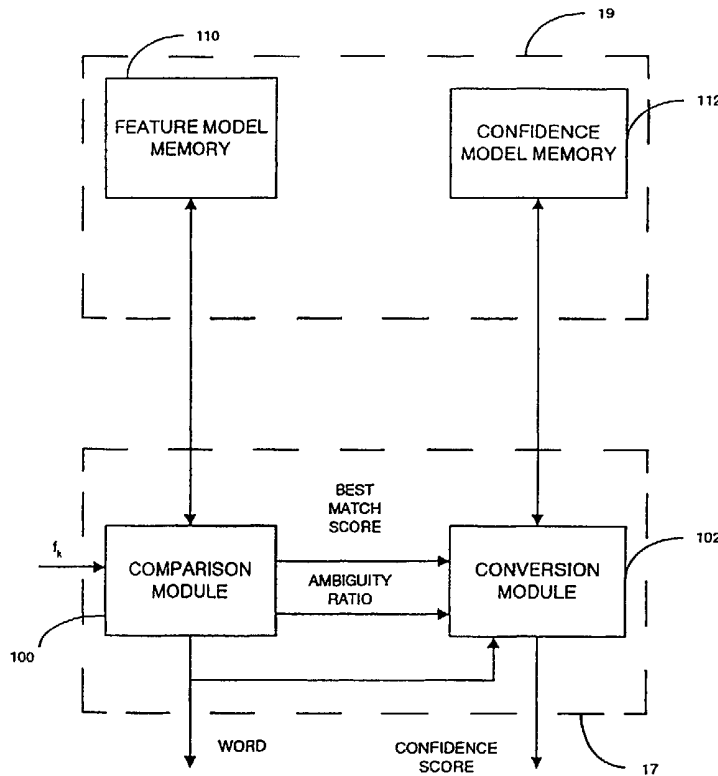 19
110
FEATURE MODEL
MEMORY
112
CONFIDENCE
MODEL MEMORY
BEST
MATCH
SCORE
102
fk
COMPARISON
MODULE
AMBIGUITY
RATIO
CONVERSION
MODULE
100
WORD
CONFIDENCE
SCORE
17